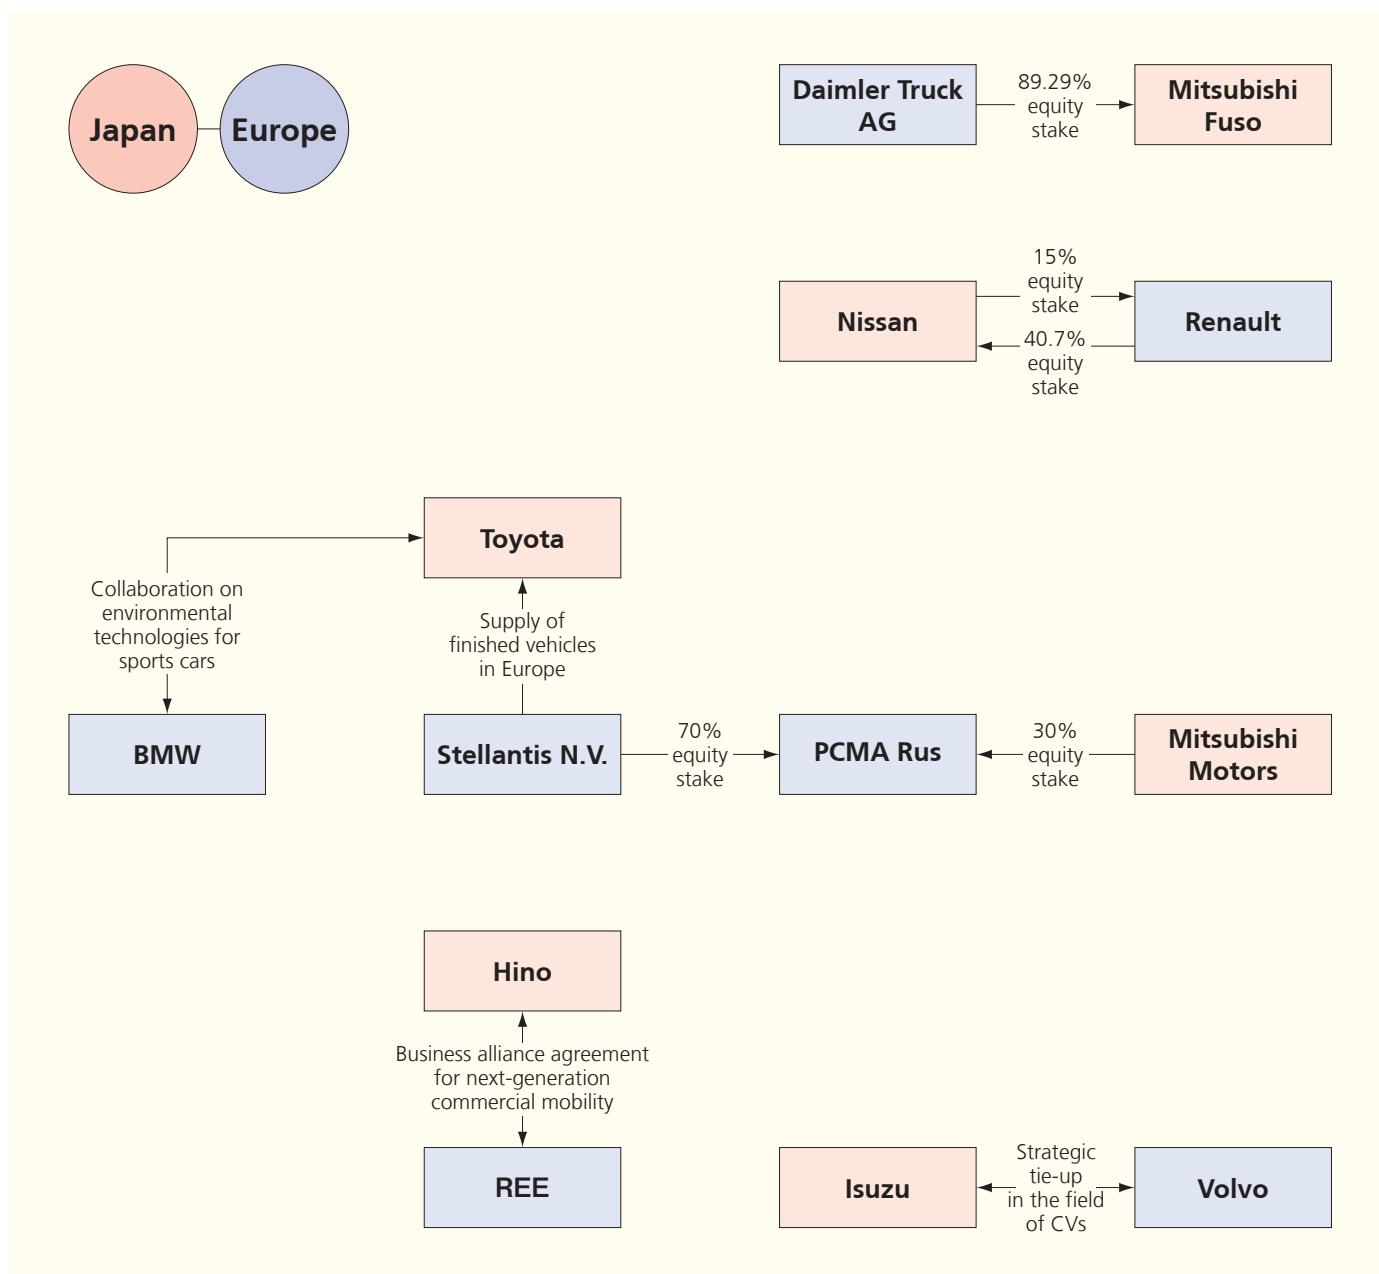 Japan
Europe
Daimler Truck
AG
89.29%
equity
stake
Mitsubishi
Fuso
Nissan
15%
equity
stake
40.7%
equity
stake
Renault
Toyota
Collaboration on
environmental
technologies for
sports cars
Supply of
finished vehicles
in Europe
BMW
Stellantis N.V.
70%
equity
stake
PCMA Rus
30%
equity
stake
Mitsubishi
Motors
Hino
Business alliance agreement
for next-generation
commercial mobility
REE
Isuzu
Strategic
tie-up
in the field
of CVs
Volvo